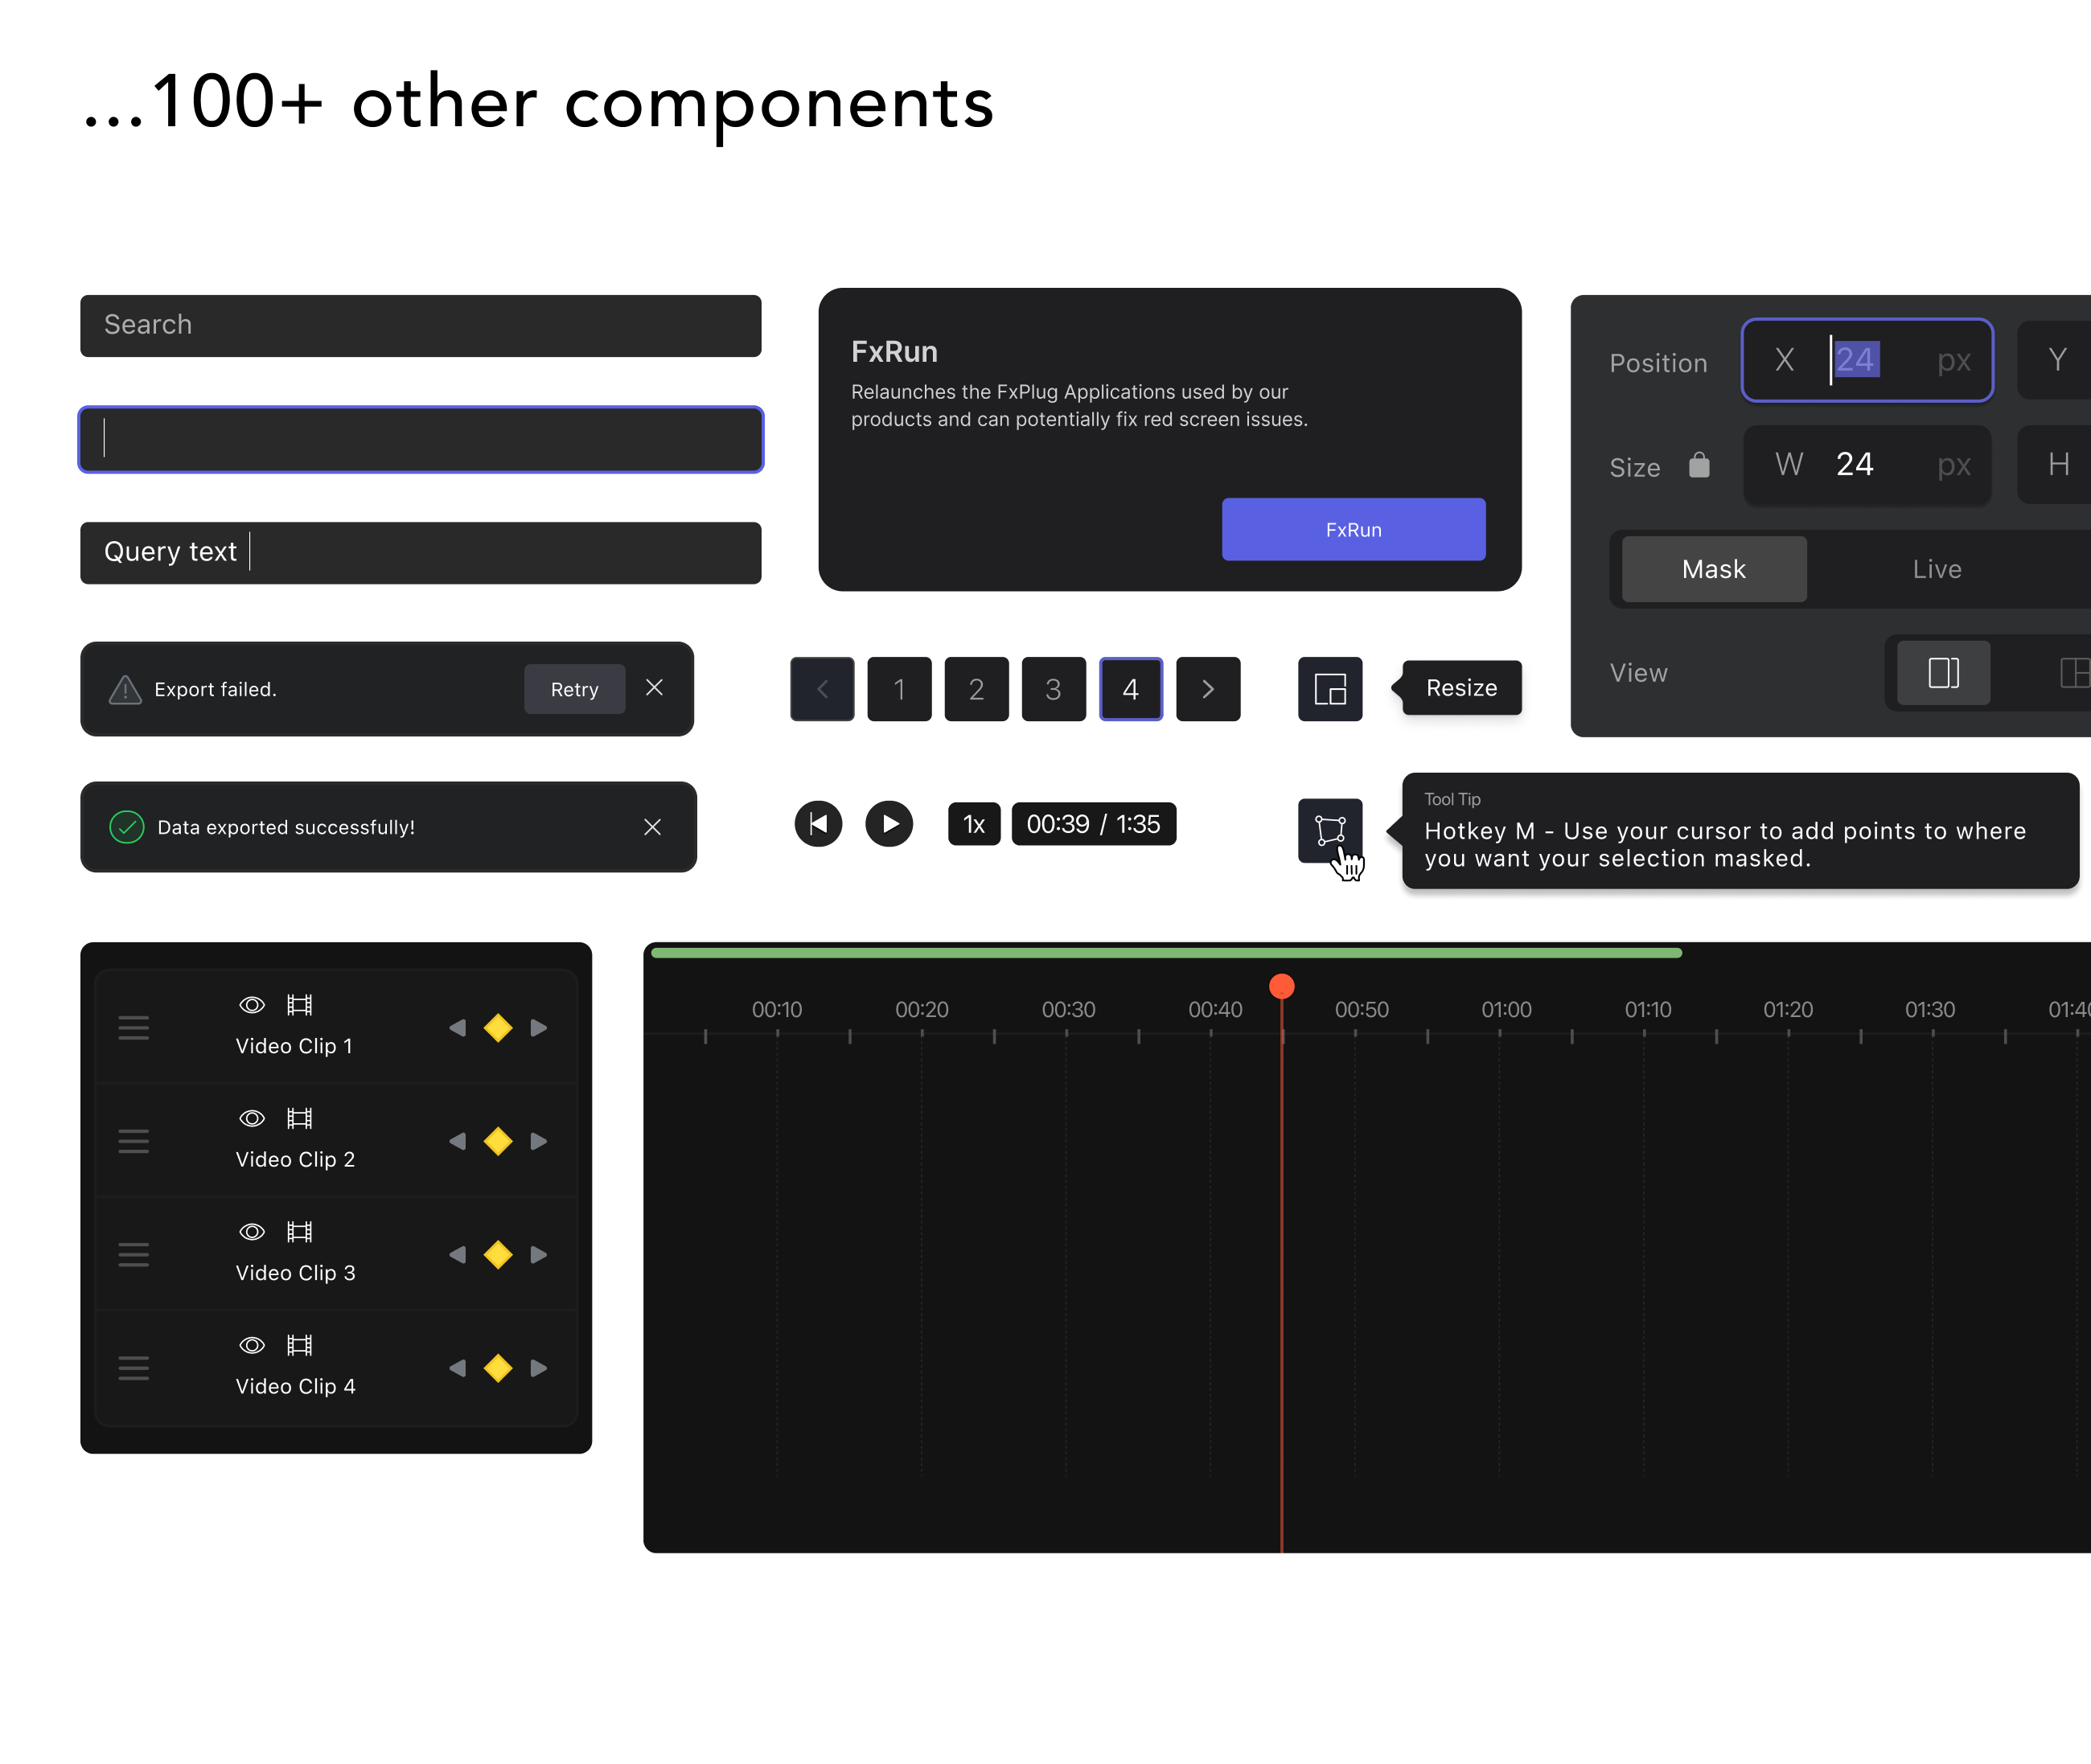 ...100+ other components
Search
Query text
FxRun
Relaunches the FxPlug Applications used by our
products and can potentially fix red screen issues.
FxRun
Position X 24 px Y
Size W 24 px H
Mask Live
View
Export failed. Retry
1 2 3 4
Resize
Data exported successfully!
1x 00:39 / 1:35
Tool Tip
Hotkey M - Use your cursor to add points to where
you want your selection masked.
Video Clip 1
Video Clip 2
Video Clip 3
Video Clip 4
00:10 00:20 00:30 00:40 00:50 01:00 01:10 01:20 01:30